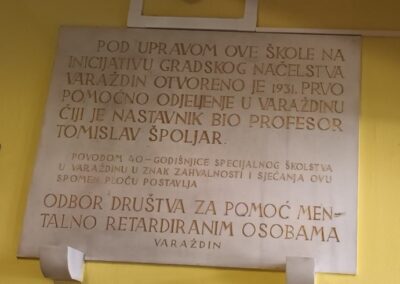 POD UPRAVOM OVE ŠKOLE NA
INICIJATIVU GRADSKOG NAČELSTVA
VARAŽDIN OTVORENO JE 1931. PRVO
POMOĆNO ODJELJENJE U VARAŽDINU
ČIJI JE NASTAVNIK BIO PROFESOR
TOMISLAV ŠPOLJAR.
POVODOM 40-GODIŠNJICE SPECIJALNOG ŠKOLSTVA
U VARAŽDINU U ZNAK ZAHVALNOSTI I SJEĆANJA OVU
SPOMEN PLOČU POSTAVLJA
ODBOR DRUŠTVA ZA POMOĆ MEN-
TALNO RETARDIRANIM OSOBAMA
VARAŽDIN